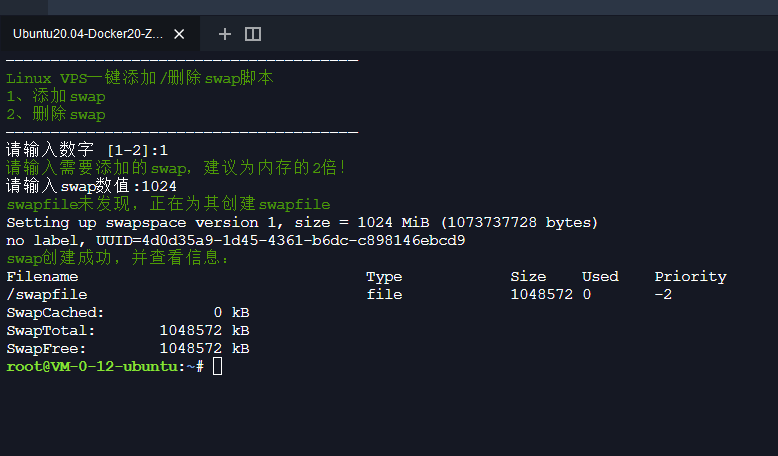 Ubuntu20.04-Docker20-Z...
----------------------------------------
Linux VPS一键添加/删除swap脚本
1、添加swap
2、删除swap
----------------------------------------
请输入数字 [1-2]:1
请输入需要添加的swap，建议为内存的2倍！
请输入swap数值:1024
swapfile未发现，正在为其创建swapfile
Setting up swapspace version 1, size = 1024 MiB (1073737728 bytes)
no label, UUID=4d0d35a9-1d45-4361-b6dc-c898146ebcd9
swap创建成功，并查看信息：
Filename Type Size Used Priority
/swapfile file 1048572 0 -2
SwapCached: 0 kB
SwapTotal: 1048572 kB
SwapFree: 1048572 kB
root@VM-0-12-ubuntu:~#